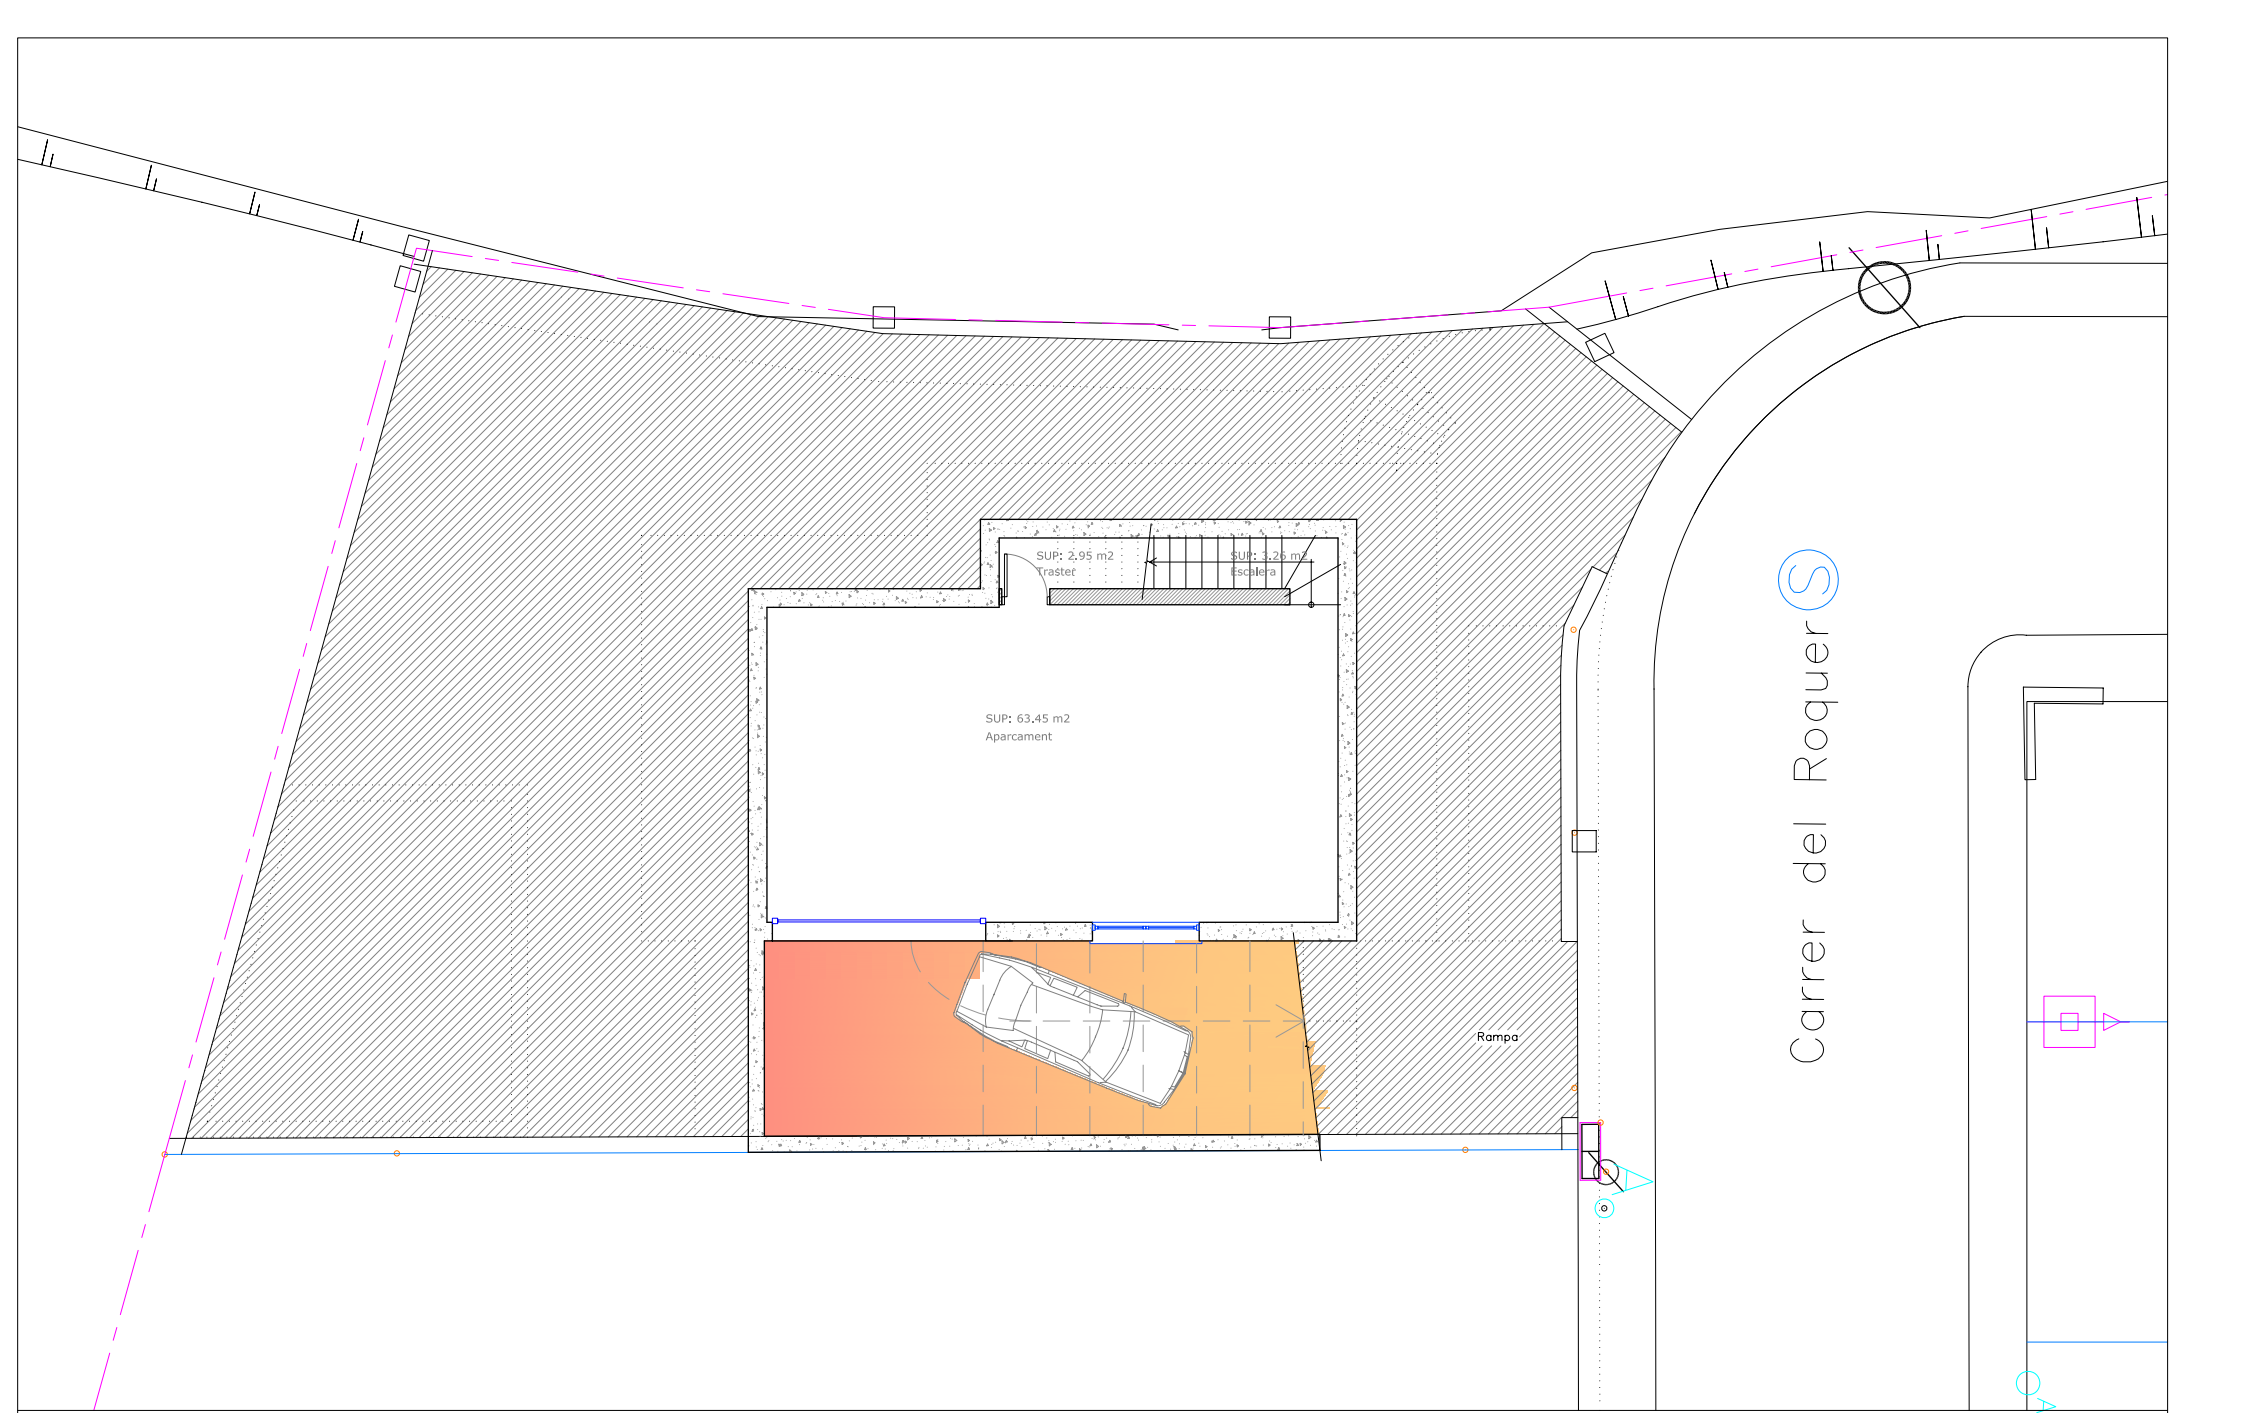 SUP: 2.95 m2
Traster
SUP: 3.26 m2
Escalera
SUP: 63.45 m2
Aparcament
Rampa
Carrer del Roquer
S
A
A